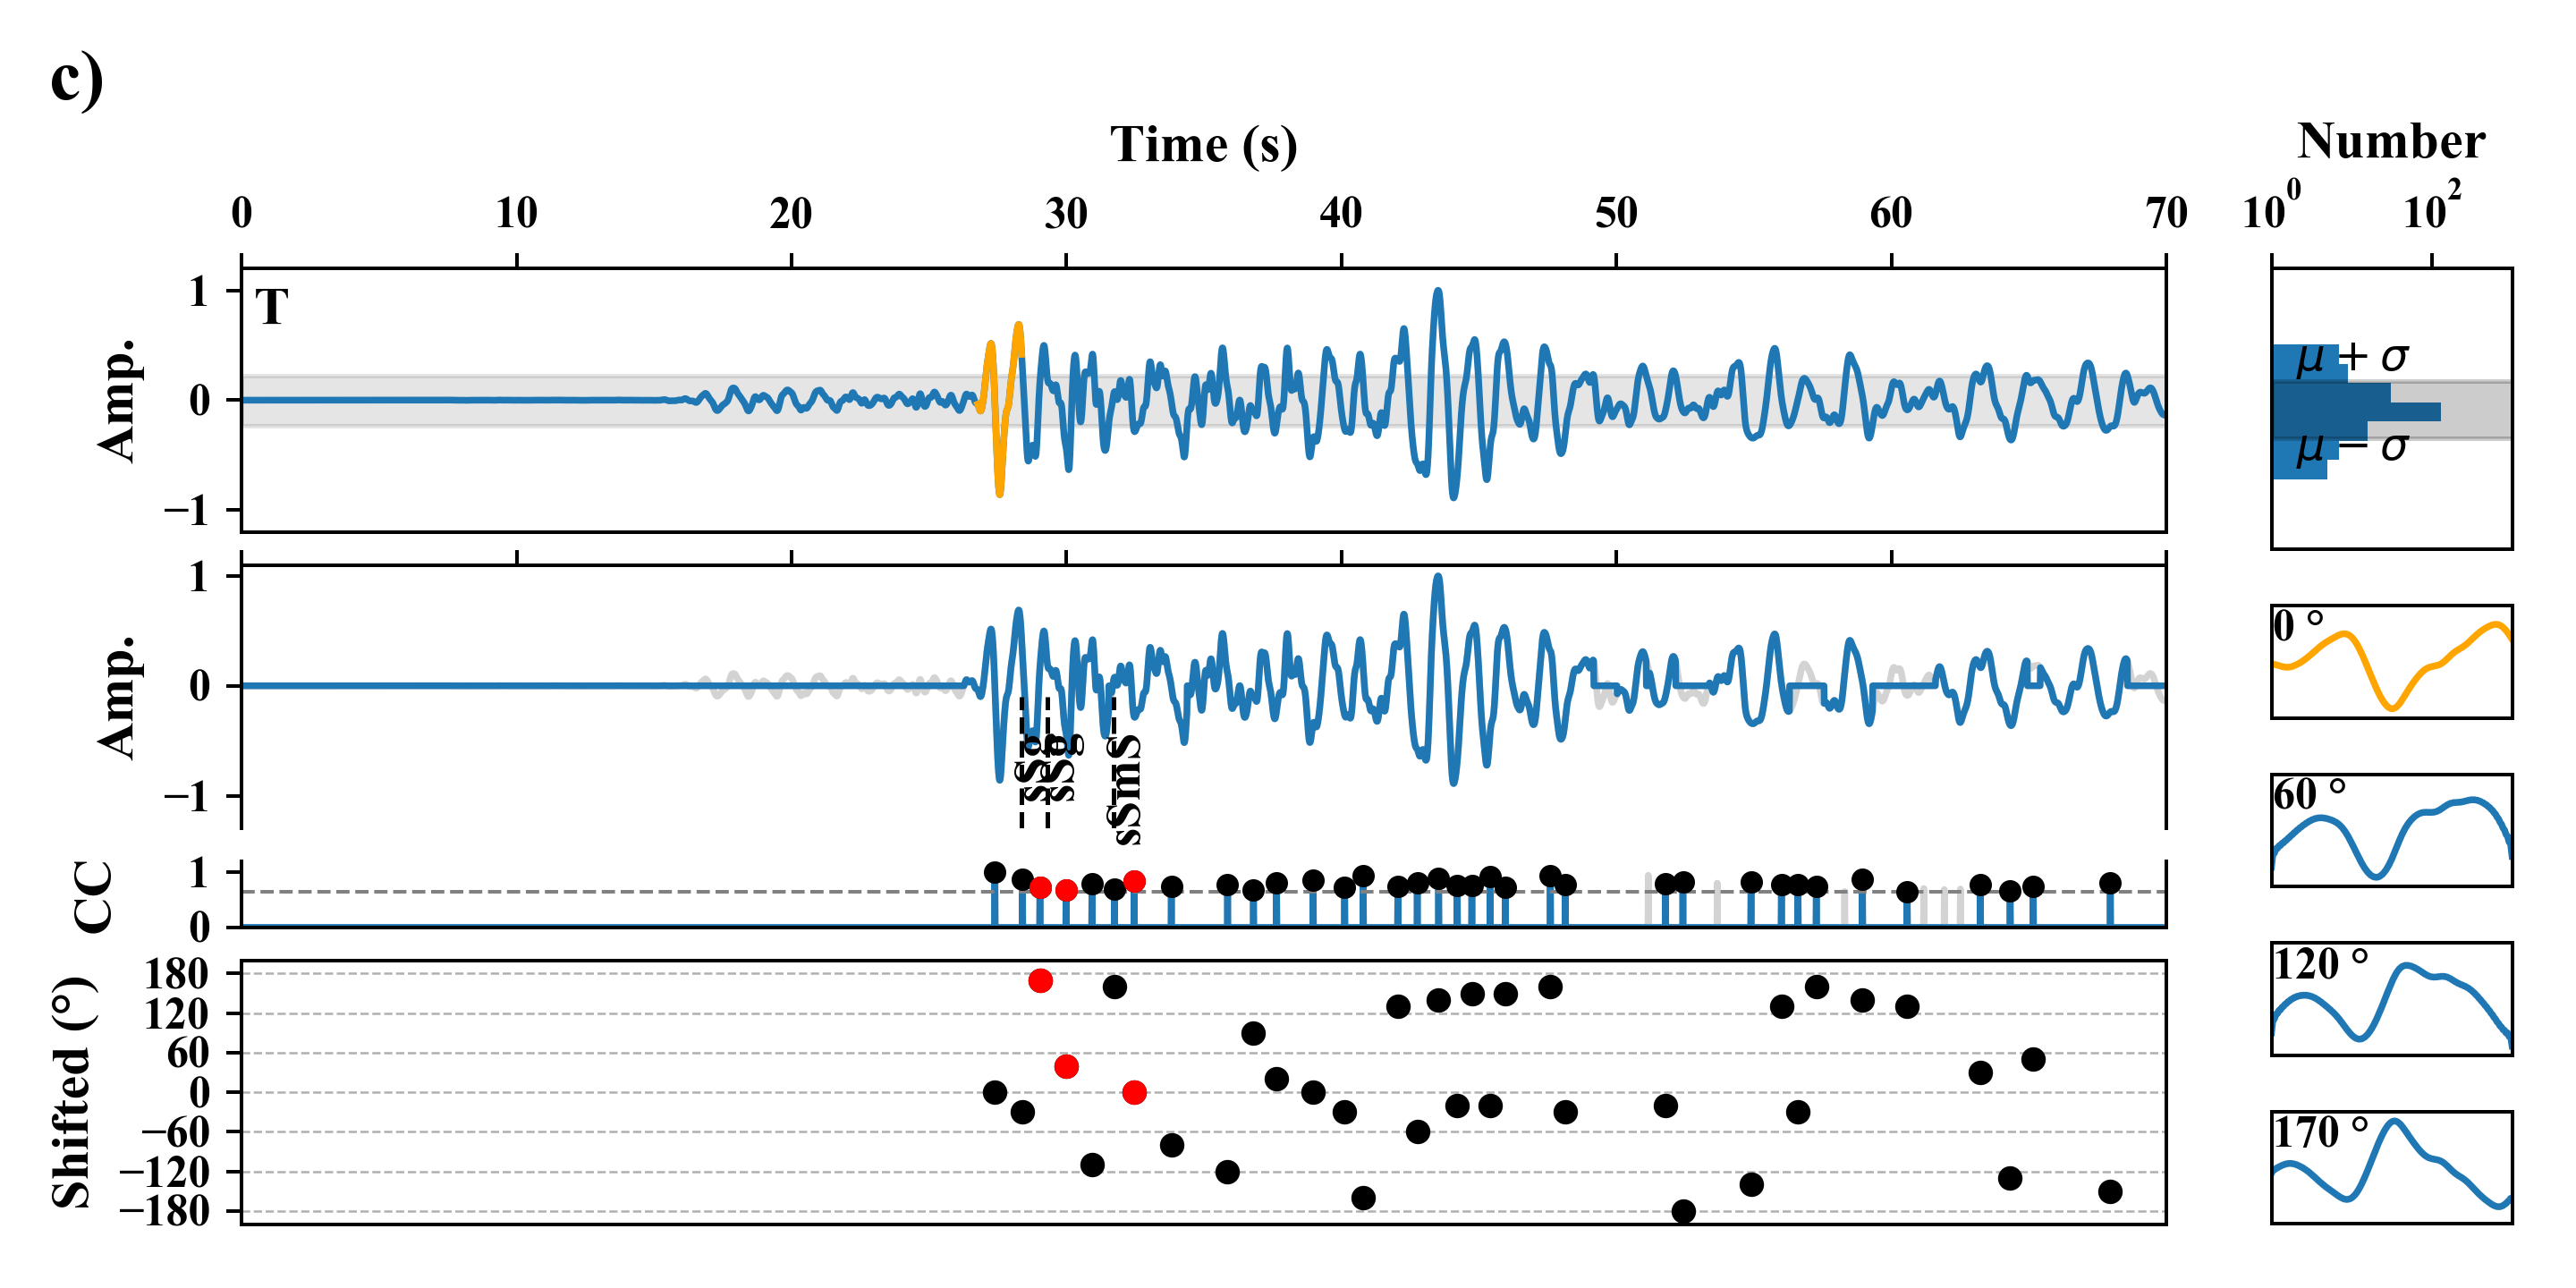 c)
Time (s)
Number
0 10 20 30 40 50 60 70
10^0 10^2
T
Amp.
1
0
−1
μ + σ
μ − σ
Amp.
1
0
−1
sSg
sSmS
0 °
60 °
CC
1
0
120 °
Shifted (°)
180
120
60
0
−60
−120
−180
170 °